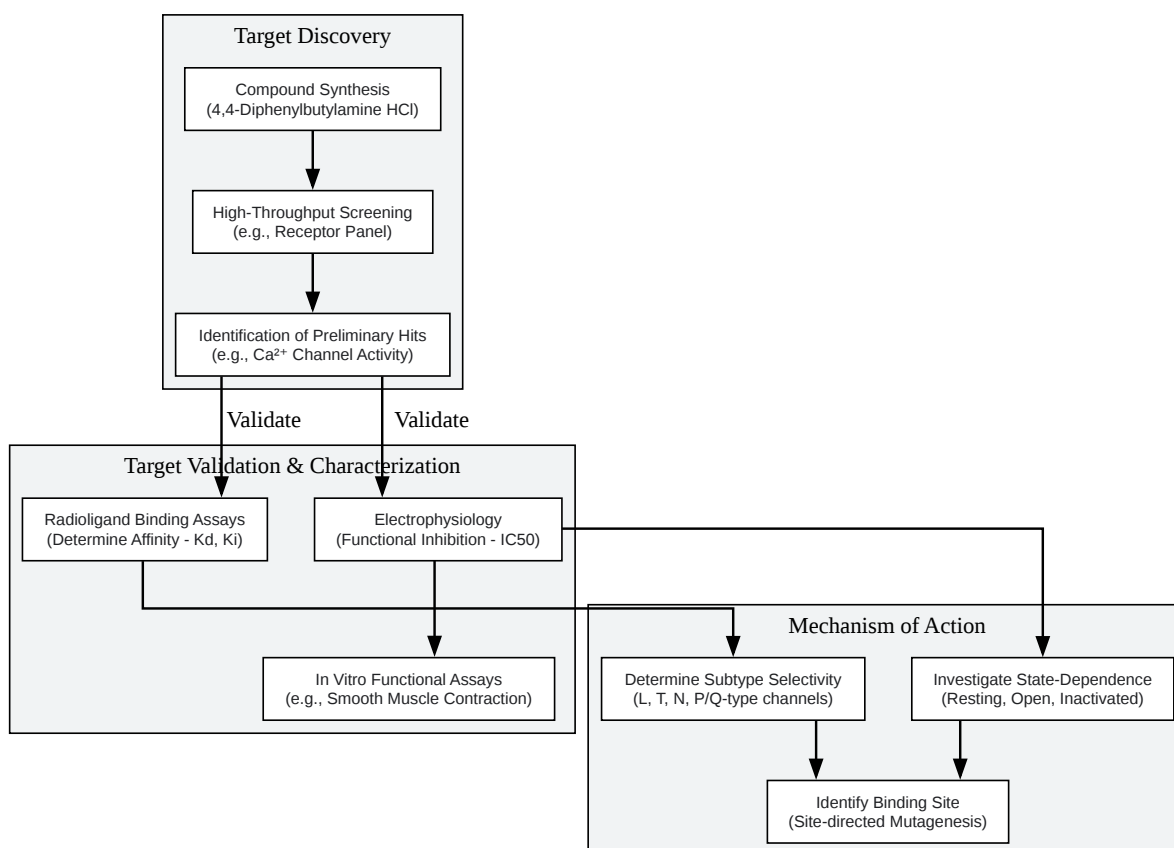 Target Discovery
Compound Synthesis
(4,4-Diphenylbutylamine HCl)
High-Throughput Screening
(e.g., Receptor Panel)
Identification of Preliminary Hits
(e.g., Ca²⁺ Channel Activity)
Validate
Validate
Target Validation & Characterization
Radioligand Binding Assays
(Determine Affinity - Kd, Ki)
Electrophysiology
(Functional Inhibition - IC50)
In Vitro Functional Assays
(e.g., Smooth Muscle Contraction)
Mechanism of Action
Determine Subtype Selectivity
(L, T, N, P/Q-type channels)
Investigate State-Dependence
(Resting, Open, Inactivated)
Identify Binding Site
(Site-directed Mutagenesis)